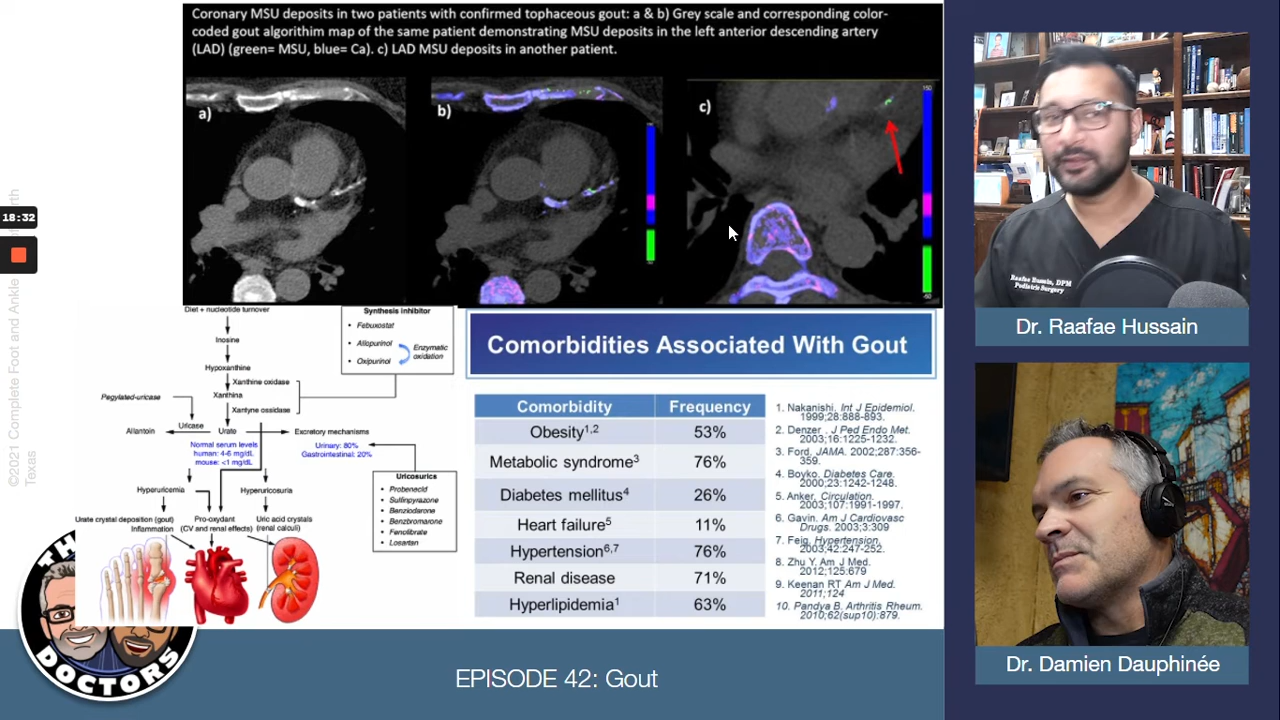 Coronary MSU deposits in two patients with confirmed tophaceous gout: a & b) Grey scale and corresponding color-
coded gout algorithim map of the same patient demonstrating MSU deposits in the left anterior descending artery
(LAD) (green= MSU, blue= Ca). c) LAD MSU deposits in another patient.
a)
b)
c)
150
-50
18:32
©2021 Complete Foot and Ankle
Texas
Diet + nucleotide turnover
Inosine
Hypoxanthine
Xanthine oxidase
Xanthina
Xantyne ossidase
Pegylated-uricase
Uricase
Allantoin
Urate
Excretory mechanisms
Normal serum levels
human: 4-6 mg/dL
mouse: <1 mg/dL
Urinary: 80%
Gastrointestinal: 20%
Synthesis inhibitor
• Febuxostat
• Allopurinol
• Oxipurinol
Enzymatic
oxidation
Hyperuricemia
Hyperuricosuria
Urate crystal deposition (gout)
Inflammation
Pro-oxydant
(CV and renal effects)
Uric acid crystals
(renal calculi)
Uricosurics
• Probenecid
• Sulfinpyrazone
• Benziodarone
• Benzbromarone
• Fenofibrate
• Losartan
Comorbidities Associated With Gout
Comorbidity Frequency
Obesity1,2 53%
Metabolic syndrome3 76%
Diabetes mellitus4 26%
Heart failure5 11%
Hypertension6,7 76%
Renal disease 71%
Hyperlipidemia1 63%
1. Nakanishi. Int J Epidemiol.
1999;28:888-893.
2. Denzer . J Ped Endo Met.
2003;16:1225-1232.
3. Ford. JAMA. 2002;287:356-
359.
4. Boyko. Diabetes Care.
2000;23:1242-1248.
5. Anker. Circulation.
2003;107:1991-1997.
6. Gavin. Am J Cardiovasc
Drugs. 2003;3:309
7. Feig. Hypertension.
2003;42:247-252.
8. Zhu Y. Am J Med.
2012;125:679
9. Keenan RT Am J Med.
2011;124
10. Pandya B. Arthritis Rheum.
2010;62(sup10):879.
TH
DOCTORS
EPISODE 42: Gout
Raafae Hussain, DPM
Podiatric Surgery
Dr. Raafae Hussain
Dr. Damien Dauphinée